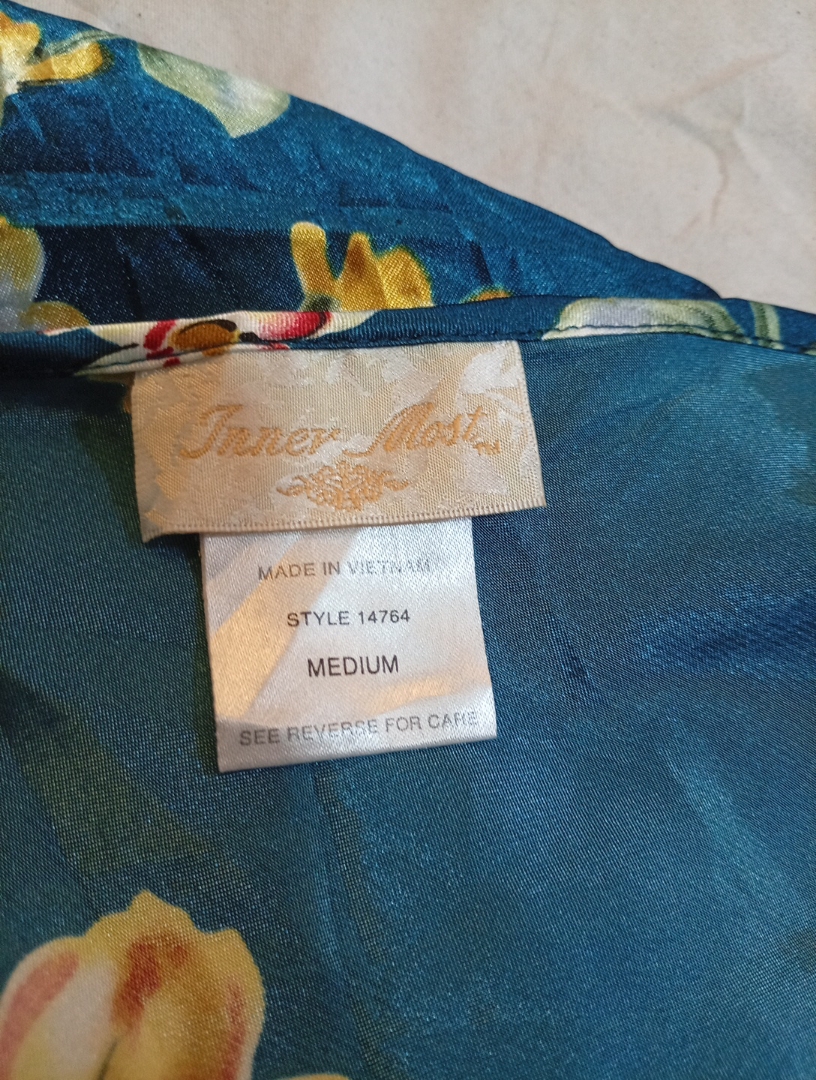 Inner Most
MADE IN VIETNAM
STYLE 14764
MEDIUM
SEE REVERSE FOR CARE